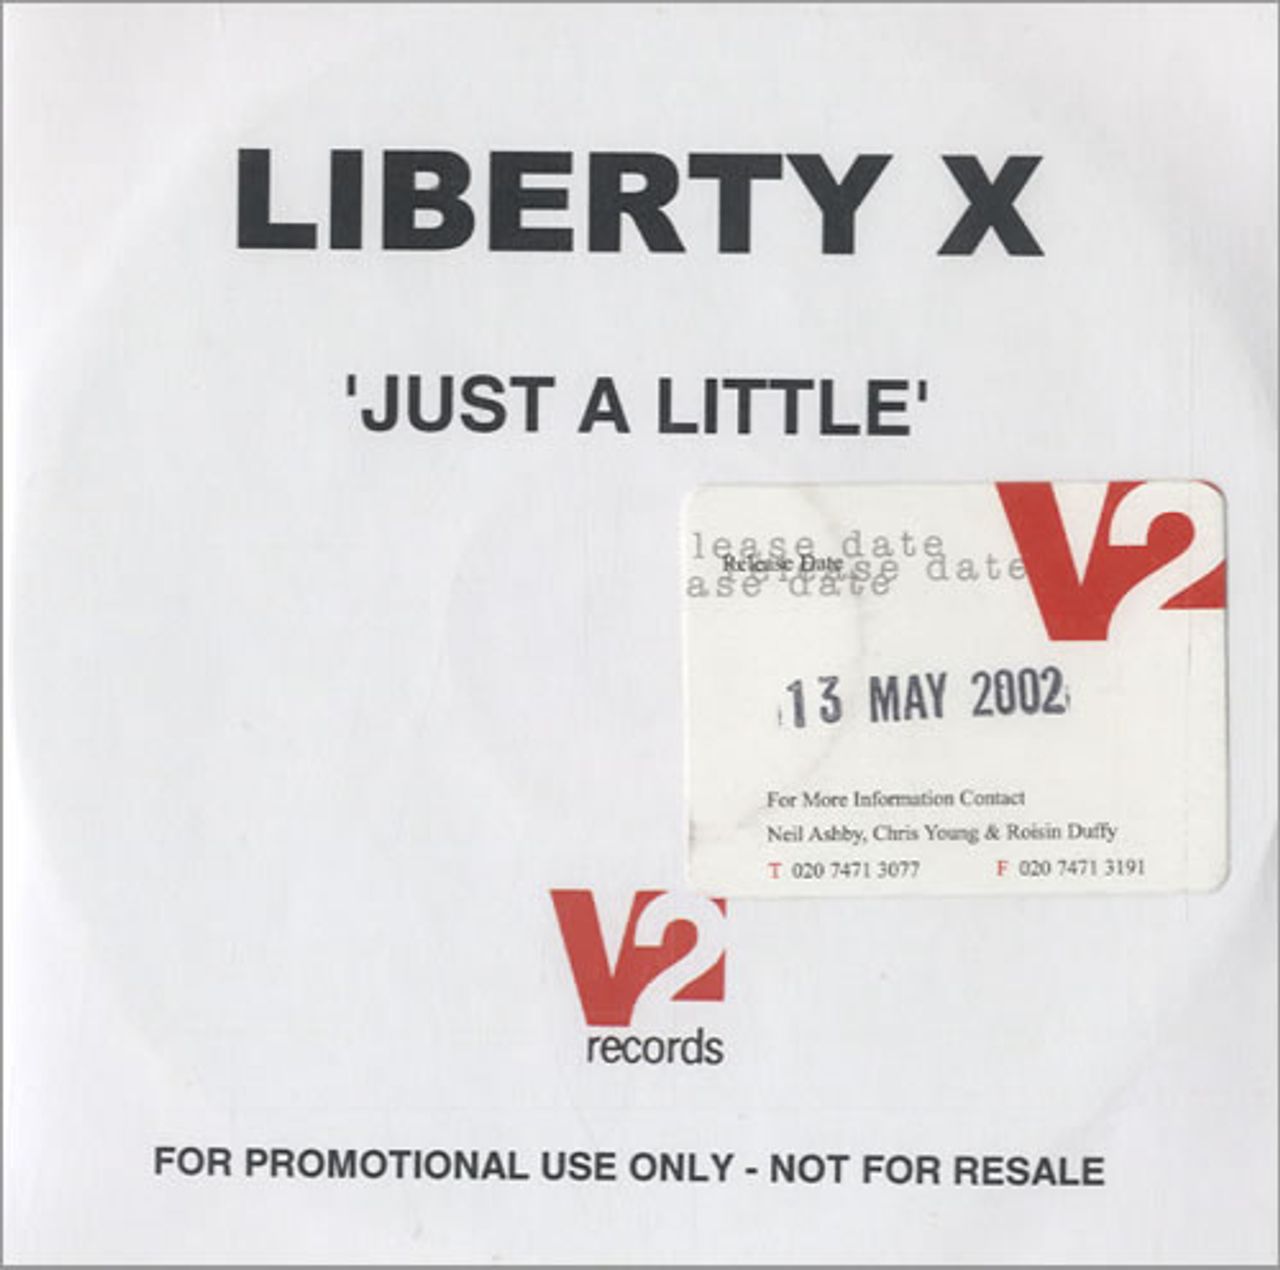 LIBERTY X
'JUST A LITTLE'
V2
lease date
Release Date
release date
ase date
13 MAY 2002
For More Information Contact
Neil Ashby, Chris Young & Roisin Duffy
T 020 7471 3077 F 020 7471 3191
V2
records
FOR PROMOTIONAL USE ONLY - NOT FOR RESALE